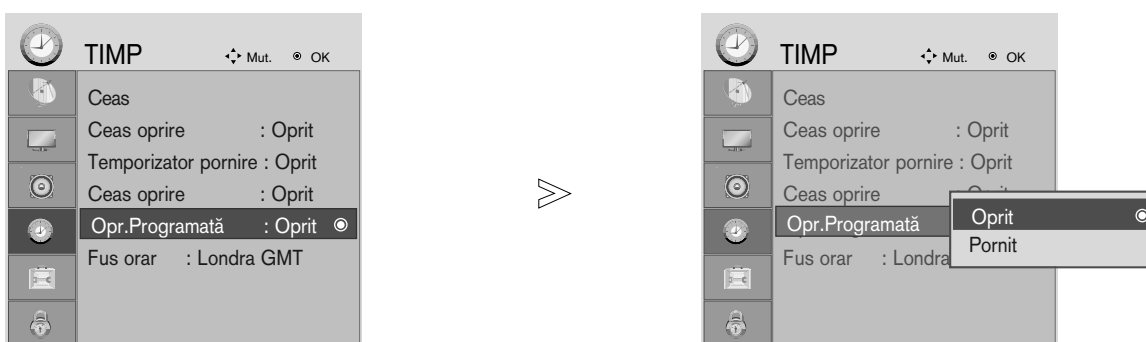 TIMP Mut. OK
Ceas
Ceas oprire : Oprit
Temporizator pornire : Oprit
Ceas oprire : Oprit
Opr.Programată : Oprit
Fus orar : Londra GMT
TIMP Mut. OK
Ceas
Ceas oprire : Oprit
Temporizator pornire : Oprit
Ceas oprire
Opr.Programată
Fus orar : Londra
Oprit
Pornit